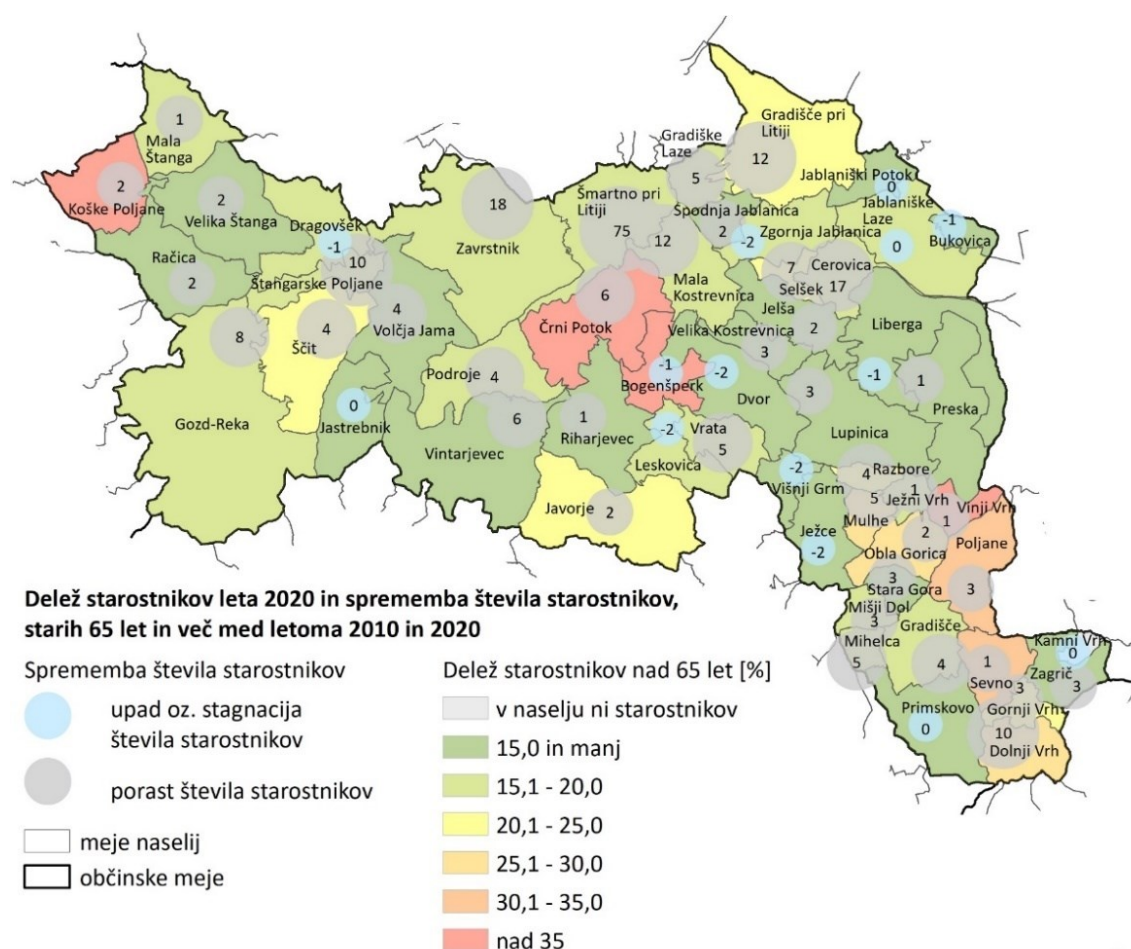 1
Mala
Štanga
2
Koške Poljane
2
Velika Štanga
Račica
2
Dragovšek
-1
10
Štangarske Poljane
4
Volčja Jama
8
4
Ščit
Gozd-Reka
0
Jastrebnik
18
Zavrstnik
Podroje
4
6
Vintarjevec
Gradišče pri
Litiji
12
Gradiške
Laze
5
Šmartno pri
Litiji
75
12
Spodnja Jablanica
2
-2
Zgornja Jablanica
Jablaniški Potok
0
Jablaniške
Laze
-1
Bukovica
0
7
Cerovica
Selšek
17
Mala
Kostrevnica
6
Črni Potok
Jelša
2
Velika Kostrevnica
3
Liberga
-1
Bogenšperk
-2
Dvor
3
-1
1
Preska
1
Riharjevec
-2
Vrata
5
Leskovica
Lupinica
Javorje
2
-2
Višnji Grm
4
Razbore
1
5
Ježni Vrh
Vinji Vrh
1
Mulhe
2
Poljane
Ježce
-2
Obla Gorica
3
Stara Gora
3
Mišji Dol
3
Gradišče
Mihelca
5
4
1
Sevno
Kamni Vrh
0
Zagrič
3
3
Gornji Vrh
Primskovo
0
10
Dolnji Vrh
Delež starostnikov leta 2020 in sprememba števila starostnikov,
starih 65 let in več med letoma 2010 in 2020
Sprememba števila starostnikov
upad oz. stagnacija
števila starostnikov
porast števila starostnikov
meje naselij
občinske meje
Delež starostnikov nad 65 let [%]
v naselju ni starostnikov
15,0 in manj
15,1 - 20,0
20,1 - 25,0
25,1 - 30,0
30,1 - 35,0
nad 35